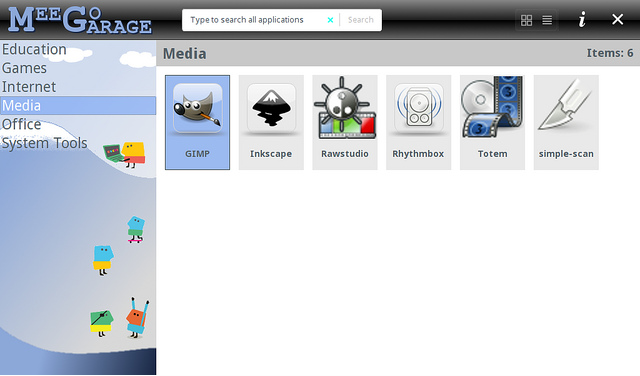 MeeGo Garage
Type to search all applications
Search
Education
Games
Internet
Media
Office
System Tools
Media
Items: 6
GIMP
Inkscape
Rawstudio
Rhythmbox
Totem
simple-scan